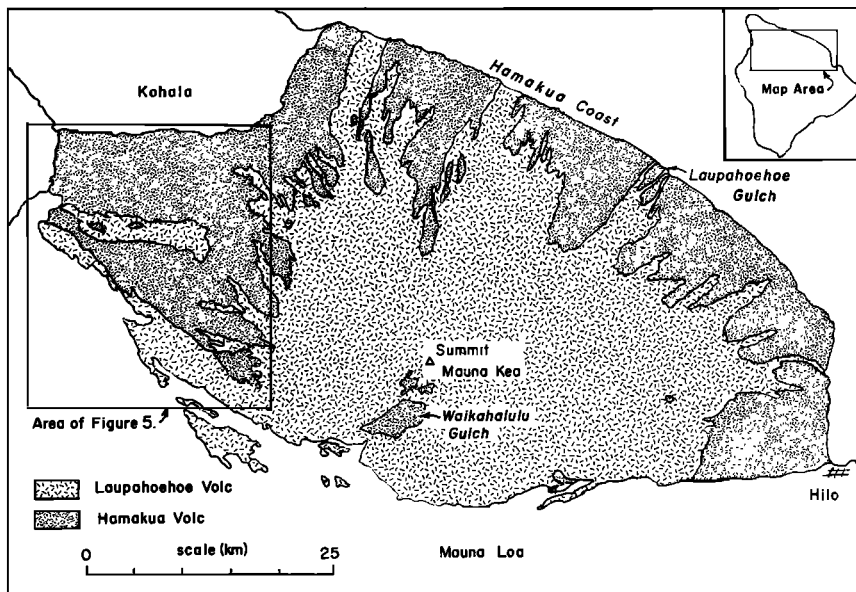 Kohala
Hamakua Coast
Map Area
Laupahoehoe
Gulch
Summit
Mauna Kea
Waikahalulu
Gulch
Area of Figure 5.
Laupahoehoe Volc
Hamakua Volc
Hilo
scale (km)
0 25
Mauna Loa